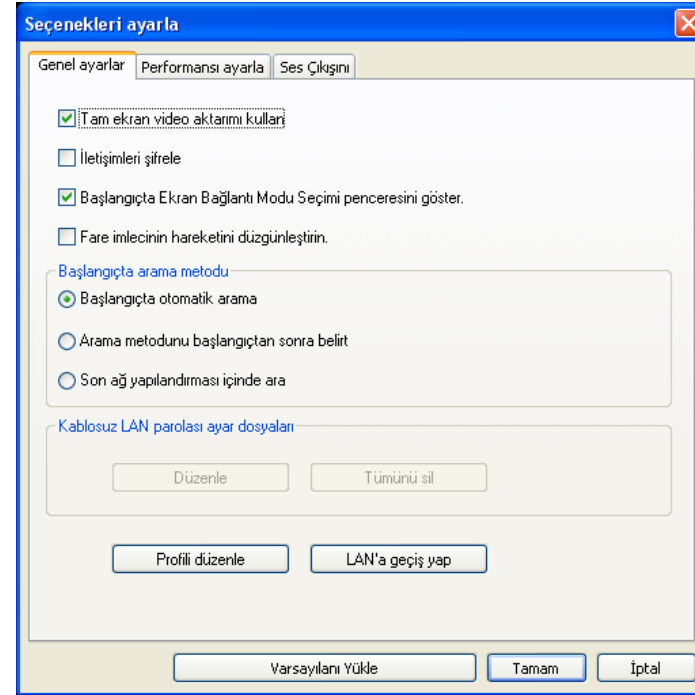 Seçenekleri ayarla
Genel ayarlar Performansı ayarla Ses Çıkışını
Tam ekran video aktarımı kullan
İletişimleri şifrele
Başlangıçta Ekran Bağlantı Modu Seçimi penceresini göster.
Fare imlecinin hareketini düzgünleştirin.
Başlangıçta arama metodu
Başlangıçta otomatik arama
Arama metodunu başlangıçtan sonra belirt
Son ağ yapılandırması içinde ara
Kablosuz LAN parolası ayar dosyaları
Düzenle Tümünü sil
Profili düzenle LAN'a geçiş yap
Varsayılanı Yükle Tamam İptal